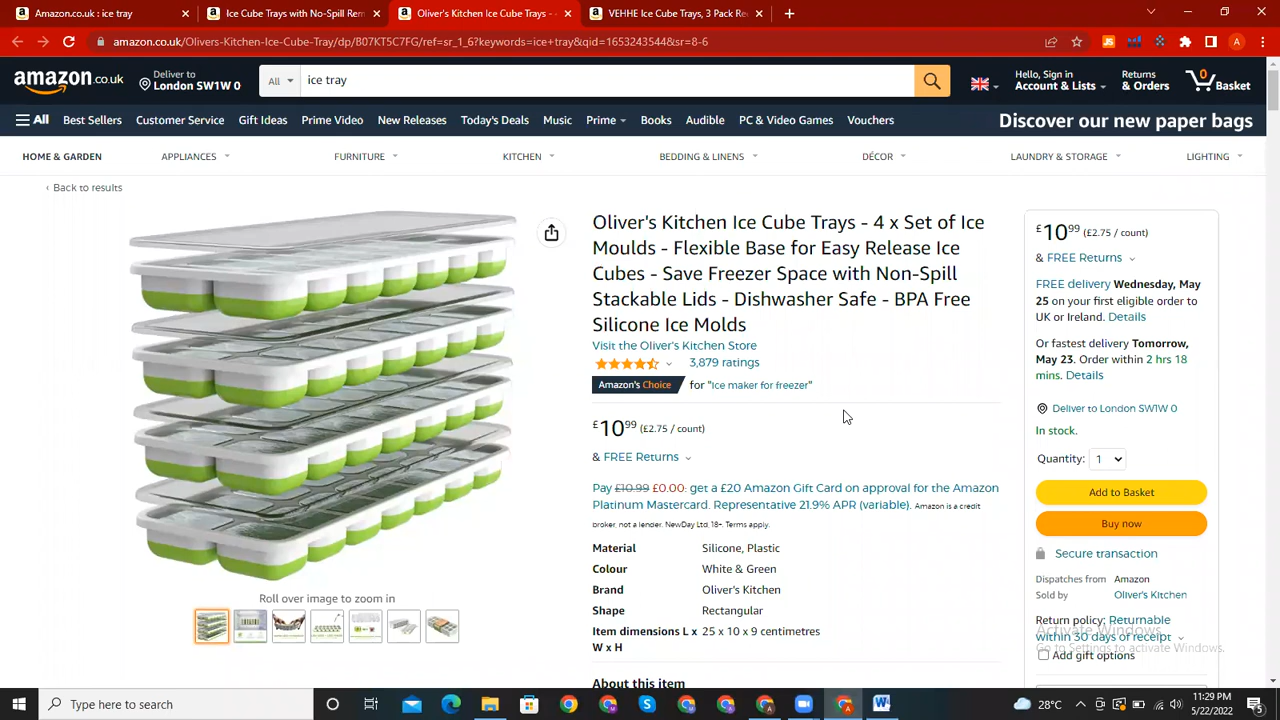 Amazon.co.uk : ice tray
Ice Cube Trays with No-Spill Rem
Oliver's Kitchen Ice Cube Trays -
VEHHE Ice Cube Trays, 3 Pack Re
amazon.co.uk/Olivers-Kitchen-Ice-Cube-Tray/dp/B07KT5C7FG/ref=sr_1_6?keywords=ice+tray&qid=1653243544&sr=8-6
amazon.co.uk
Deliver to
London SW1W 0
All
ice tray
Hello, Sign in
Account & Lists
Returns
& Orders
0
Basket
All
Best Sellers
Customer Service
Gift Ideas
Prime Video
New Releases
Today's Deals
Music
Prime
Books
Audible
PC & Video Games
Vouchers
Discover our new paper bags
HOME & GARDEN
APPLIANCES
FURNITURE
KITCHEN
BEDDING & LINENS
DÉCOR
LAUNDRY & STORAGE
LIGHTING
‹ Back to results
Oliver's Kitchen Ice Cube Trays - 4 x Set of Ice
Moulds - Flexible Base for Easy Release Ice
Cubes - Save Freezer Space with Non-Spill
Stackable Lids - Dishwasher Safe - BPA Free
Silicone Ice Molds
Visit the Oliver's Kitchen Store
3,879 ratings
Amazon's Choice for "Ice maker for freezer"
£10⁹⁹ (£2.75 / count)
& FREE Returns
Pay £10.99 £0.00: get a £20 Amazon Gift Card on approval for the Amazon
Platinum Mastercard. Representative 21.9% APR (variable). Amazon is a credit
broker, not a lender. NewDay Ltd, 18+. Terms apply.
Material Silicone, Plastic
Colour White & Green
Brand Oliver's Kitchen
Shape Rectangular
Item dimensions L x 25 x 10 x 9 centimetres
W x H
About this item
Roll over image to zoom in
£10⁹⁹ (£2.75 / count)
& FREE Returns
FREE delivery Wednesday, May
25 on your first eligible order to
UK or Ireland. Details
Or fastest delivery Tomorrow,
May 23. Order within 2 hrs 18
mins. Details
Deliver to London SW1W 0
In stock.
Quantity: 1
Add to Basket
Buy now
Secure transaction
Dispatches from Amazon
Sold by Oliver's Kitchen
Return policy: Returnable
within 30 days of receipt
Activate Windows
Go to Settings to activate Windows.
Add gift options
Type here to search
28°C
11:29 PM
5/22/2022